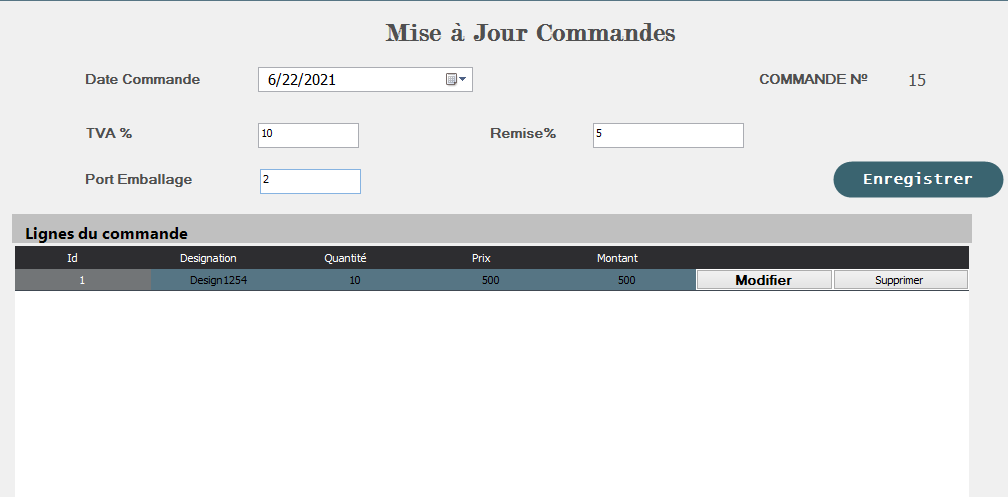 Mise à Jour Commandes
Date Commande 6/22/2021 COMMANDE Nº 15
TVA % 10 Remise% 5
Port Emballage 2 Enregistrer
Lignes du commande
Id Designation Quantité Prix Montant
1 Design1254 10 500 500 Modifier Supprimer